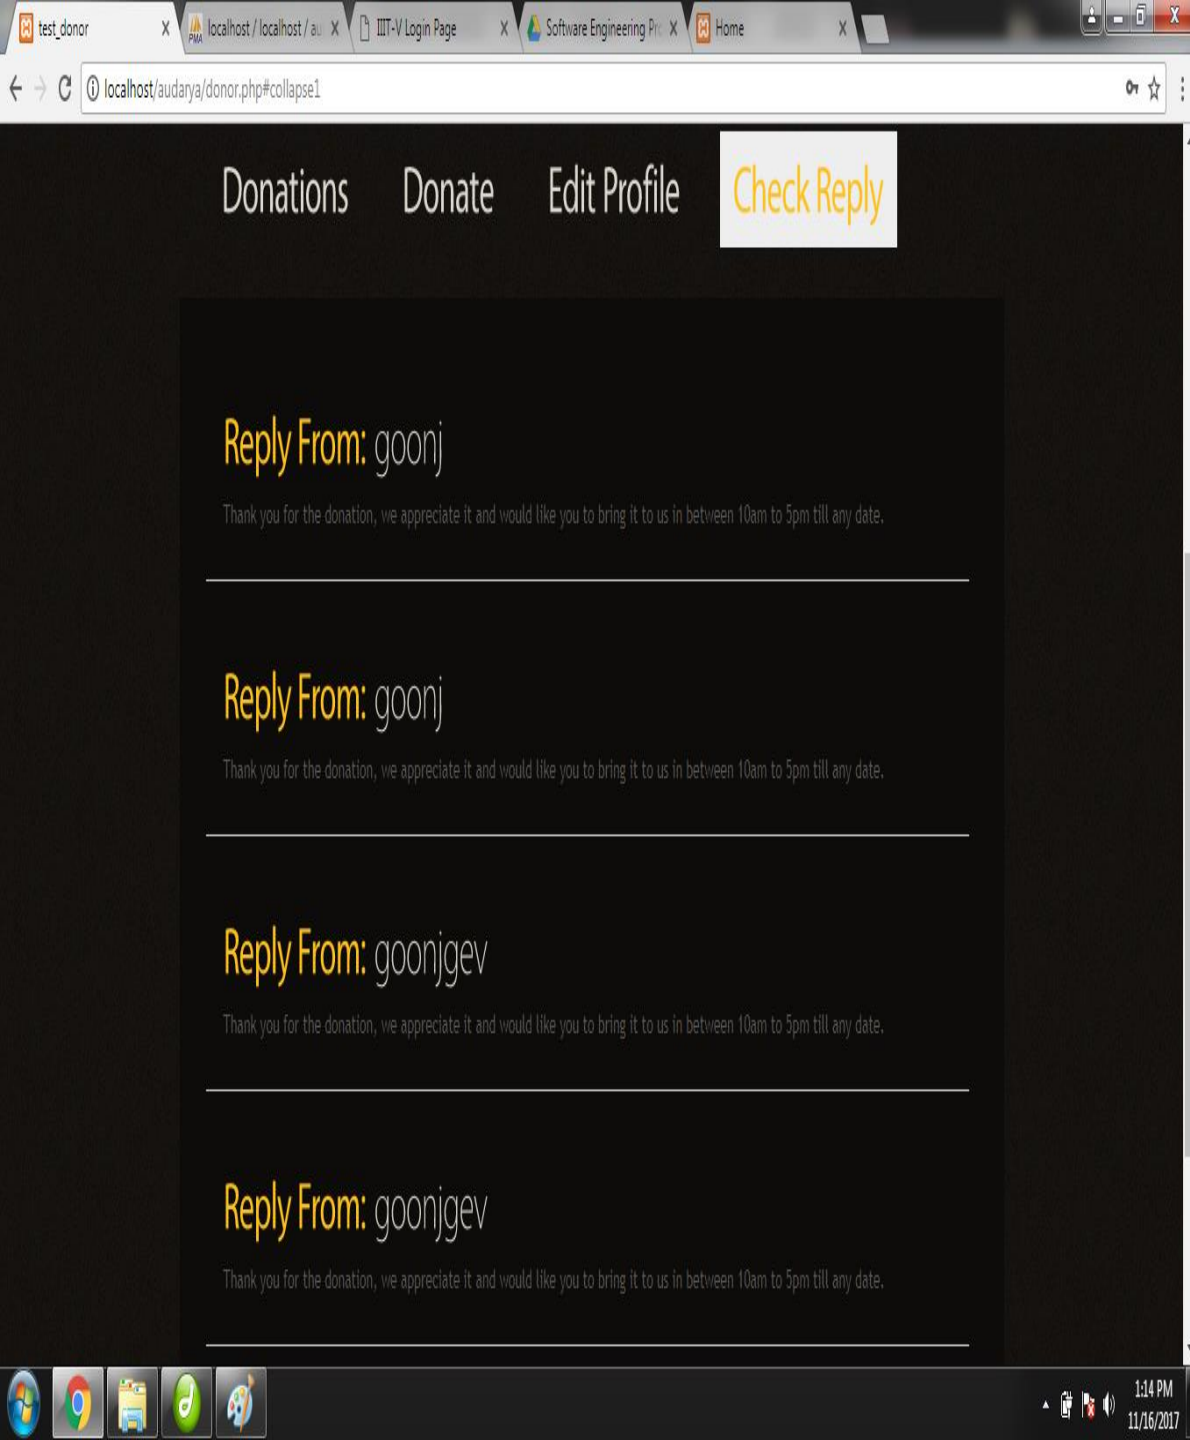 test_donor
localhost / localhost / au
IIIT-V Login Page
Software Engineering Pr
Home
localhost/audarya/donor.php#collapse1
Donations Donate Edit Profile Check Reply
Reply From: goonj
Thank you for the donation, we appreciate it and would like you to bring it to us in between 10am to 5pm till any date.
Reply From: goonj
Thank you for the donation, we appreciate it and would like you to bring it to us in between 10am to 5pm till any date.
Reply From: goonjgev
Thank you for the donation, we appreciate it and would like you to bring it to us in between 10am to 5pm till any date.
Reply From: goonjgev
Thank you for the donation, we appreciate it and would like you to bring it to us in between 10am to 5pm till any date.
1:14 PM
11/16/2017